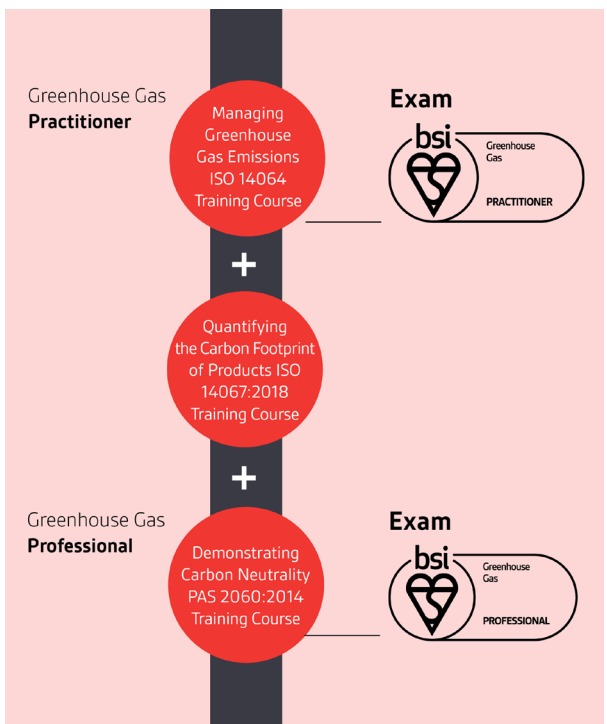 Greenhouse Gas
Practitioner
Managing
Greenhouse
Gas Emissions
ISO 14064
Training Course
Exam
bsi
Greenhouse
Gas
PRACTITIONER
+
Quantifying
the Carbon Footprint
of Products ISO
14067:2018
Training Course
+
Greenhouse Gas
Professional
Demonstrating
Carbon Neutrality
PAS 2060:2014
Training Course
Exam
bsi
Greenhouse
Gas
PROFESSIONAL